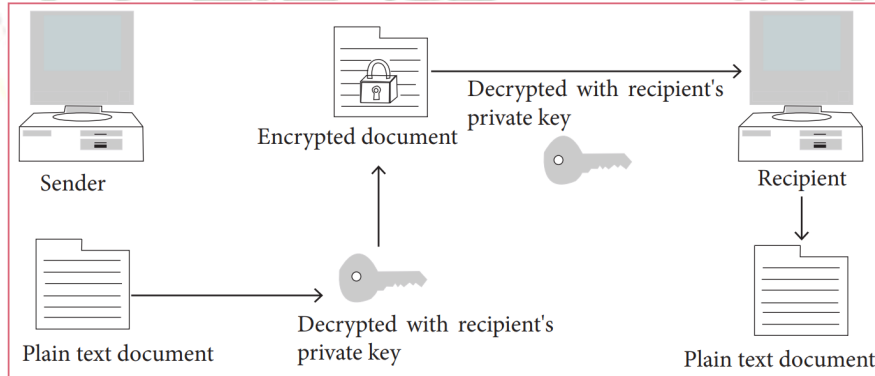 Sender
Encrypted document
Decrypted with recipient's
private key
Recipient
Plain text document
Decrypted with recipient's
private key
Plain text document